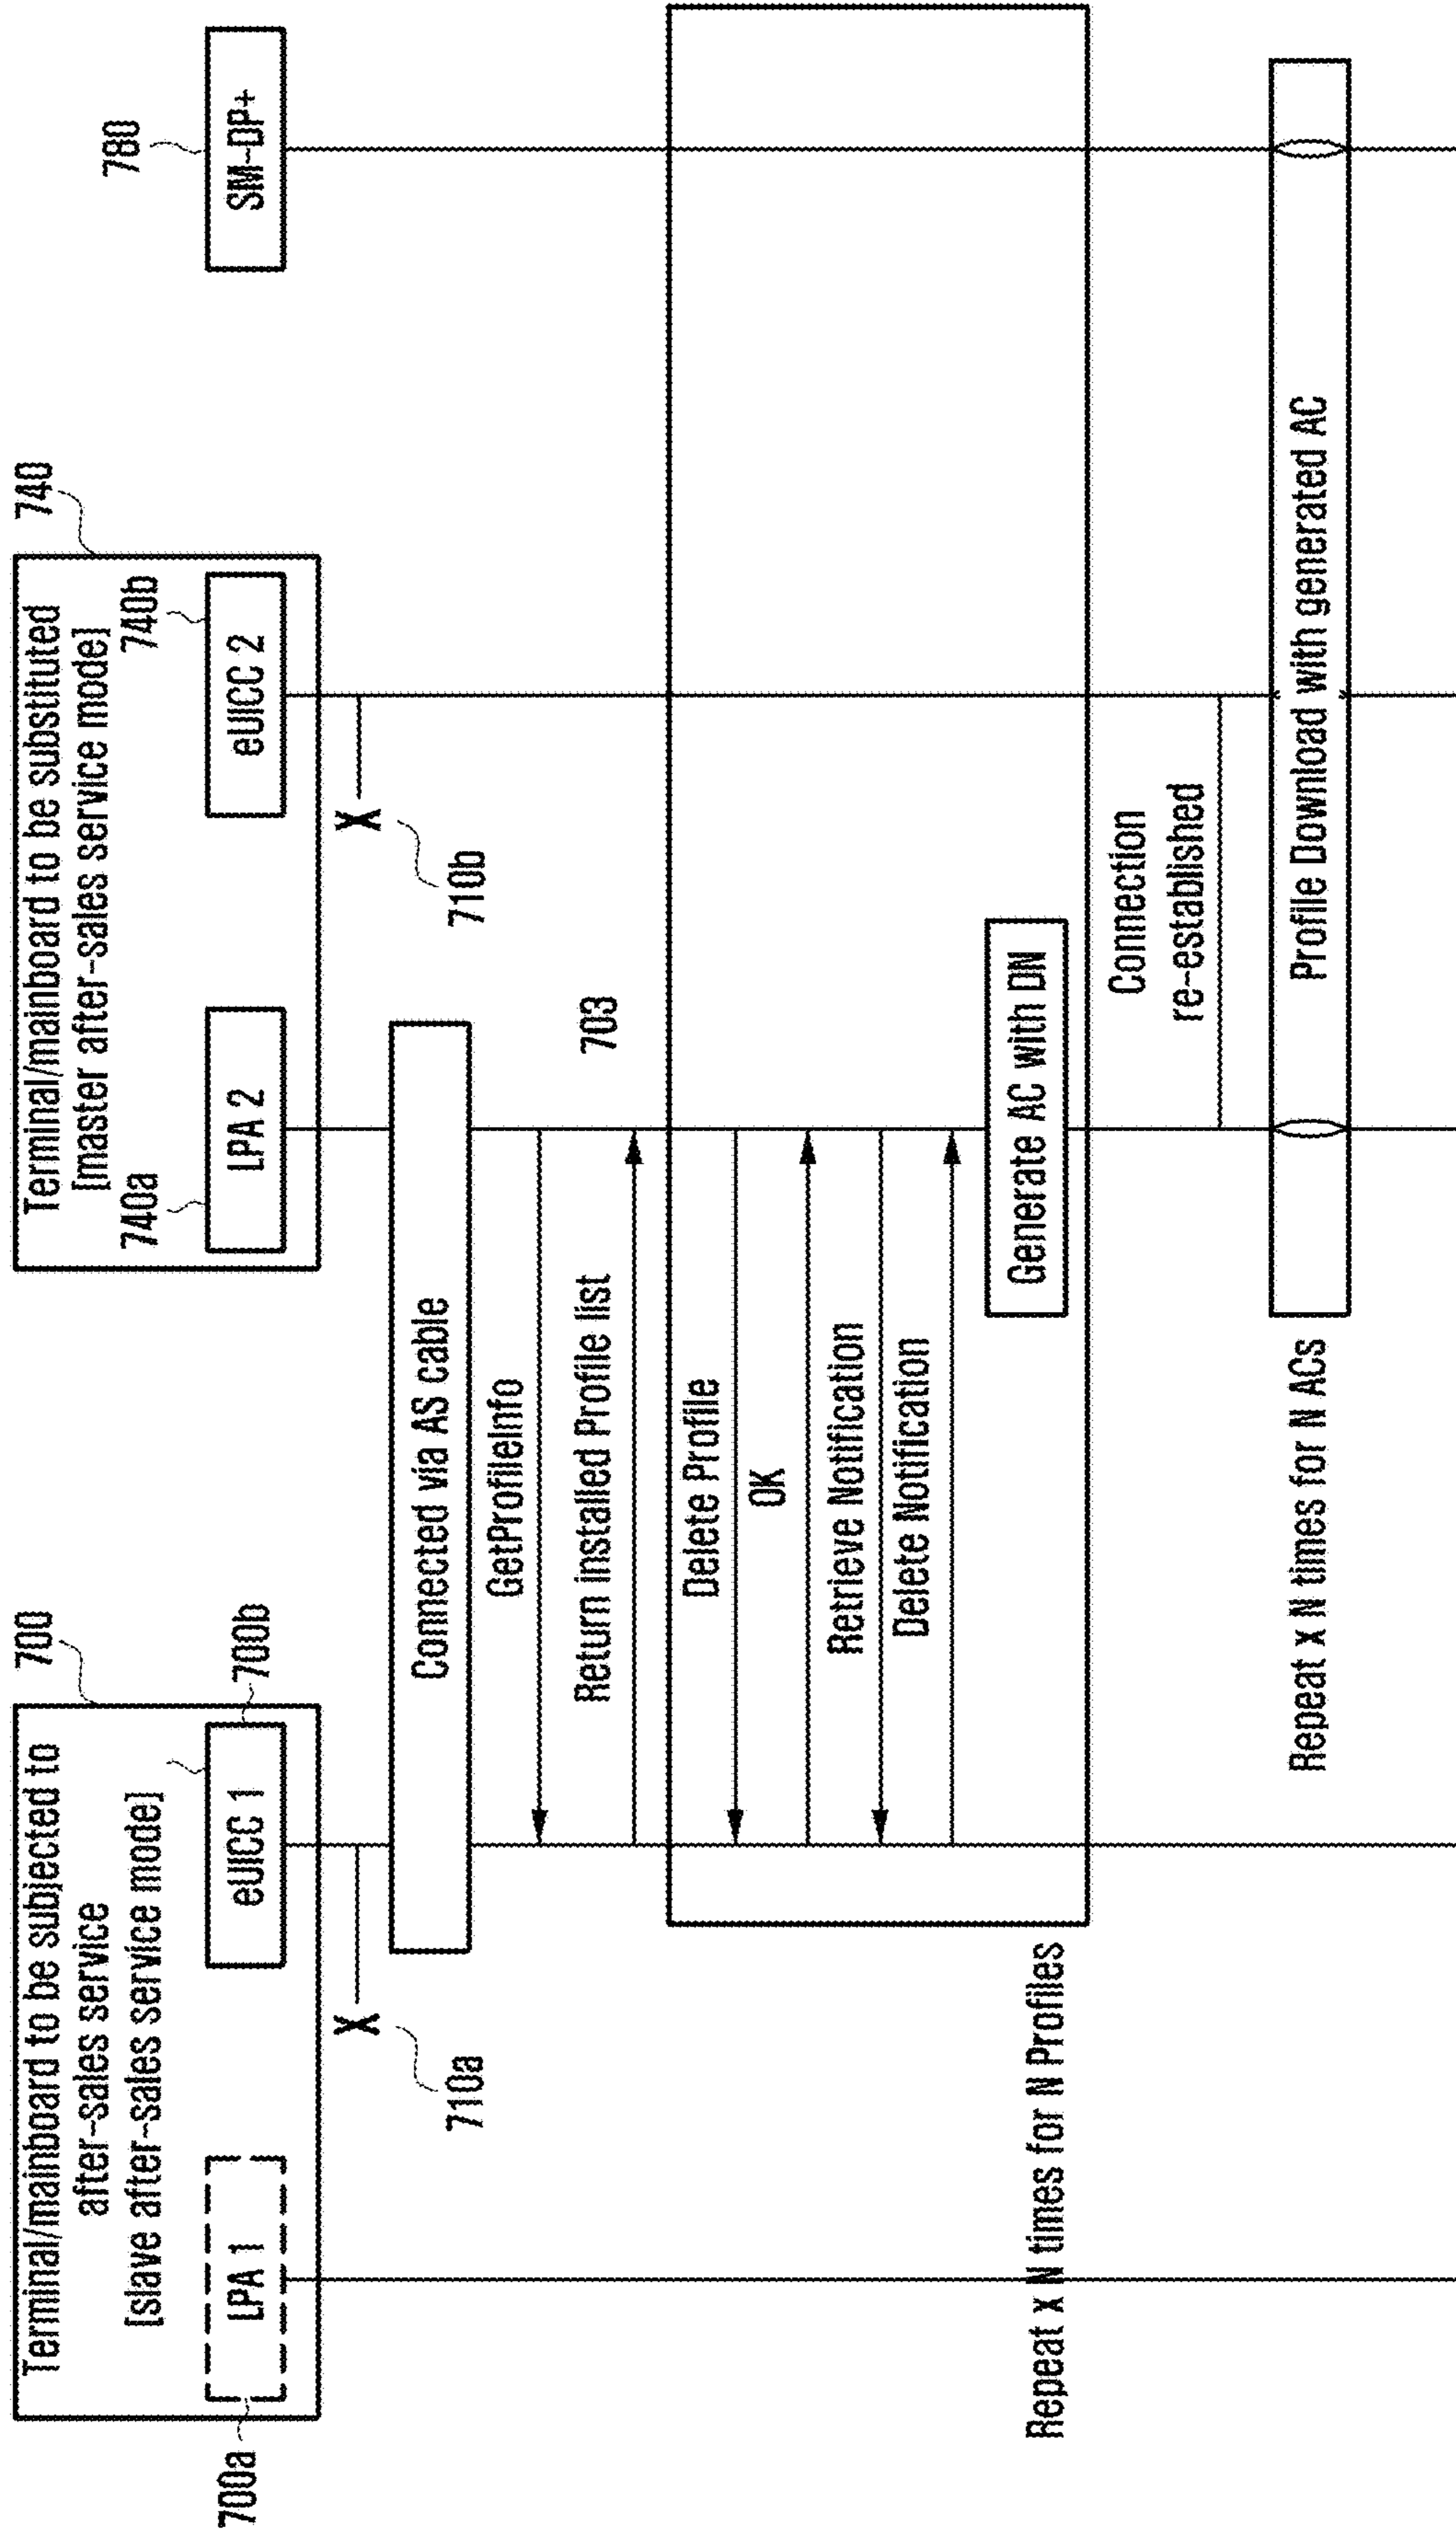 700
Terminal/mainboard to be subjected to
after-sales service
[slave after-sales service mode]
700a
LPA 1
eUICC 1
700b
740
Terminal/mainboard to be substituted
[master after-sales service mode]
740a
740b
LPA 2
eUICC 2
780
SM-DP+
X
710a
X
710b
Connected via AS cable
GetProfileInfo
Return installed Profile list
703
Delete Profile
OK
Retrieve Notification
Delete Notification
Generate AC with DN
Repeat x N times for N Profiles
Connection
re-established
Profile Download with generated AC
Repeat x N times for N ACs